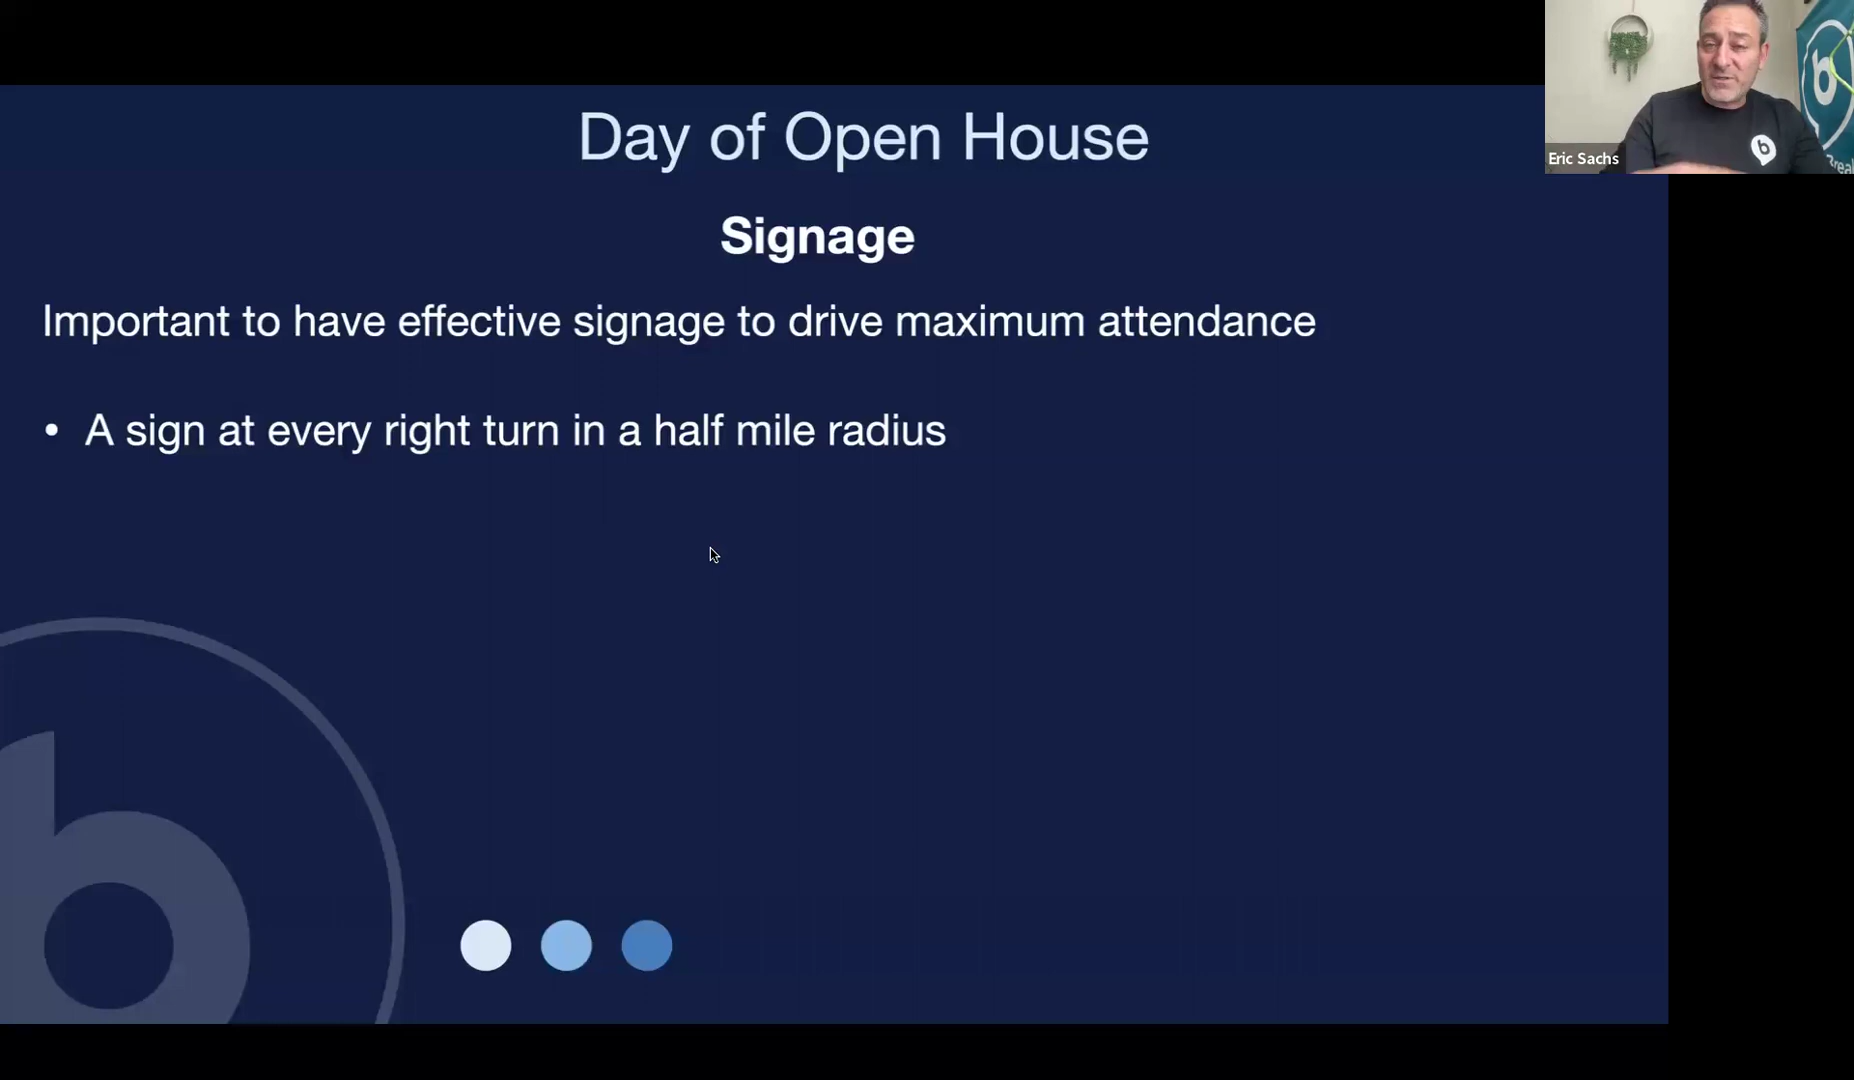 Day of Open House
Signage
Important to have effective signage to drive maximum attendance
• A sign at every right turn in a half mile radius
Eric Sachs
b
b
b